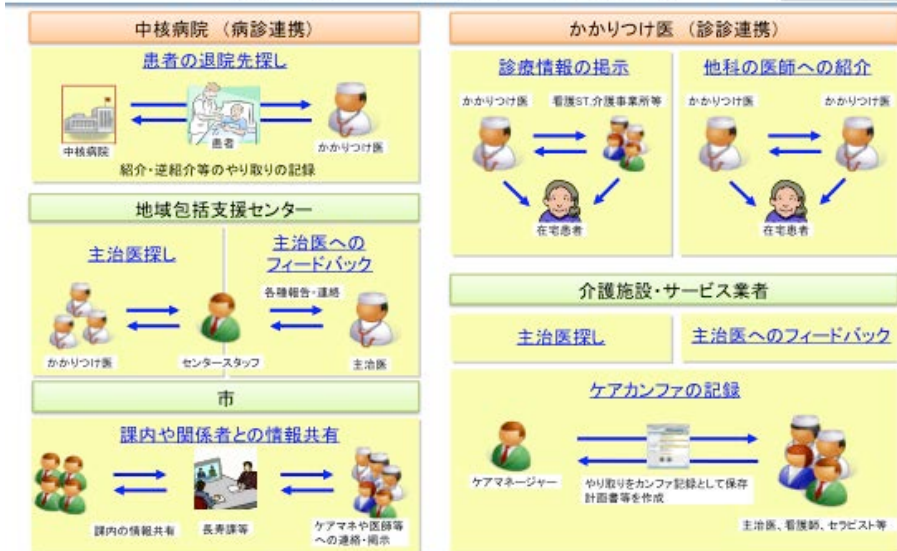 中核病院（病診連携）
患者の退院先探し
中核病院
患者
かかりつけ医
紹介・逆紹介等のやり取りの記録
地域包括支援センター
主治医探し
主治医への
フィードバック
各種報告・連絡
かかりつけ医
センタースタッフ
主治医
市
課内や関係者との情報共有
課内の情報共有
長寿課等
ケアマネや医師等
への連絡・掲示
かかりつけ医（診診連携）
診療情報の掲示
かかりつけ医
看護ST.介護事業所等
在宅患者
他科の医師への紹介
かかりつけ医
かかりつけ医
在宅患者
介護施設・サービス業者
主治医探し
主治医へのフィードバック
ケアカンファの記録
ケアマネージャー
やり取りをカンファ記録として保存
計画書等を作成
主治医、看護師、セラピスト等